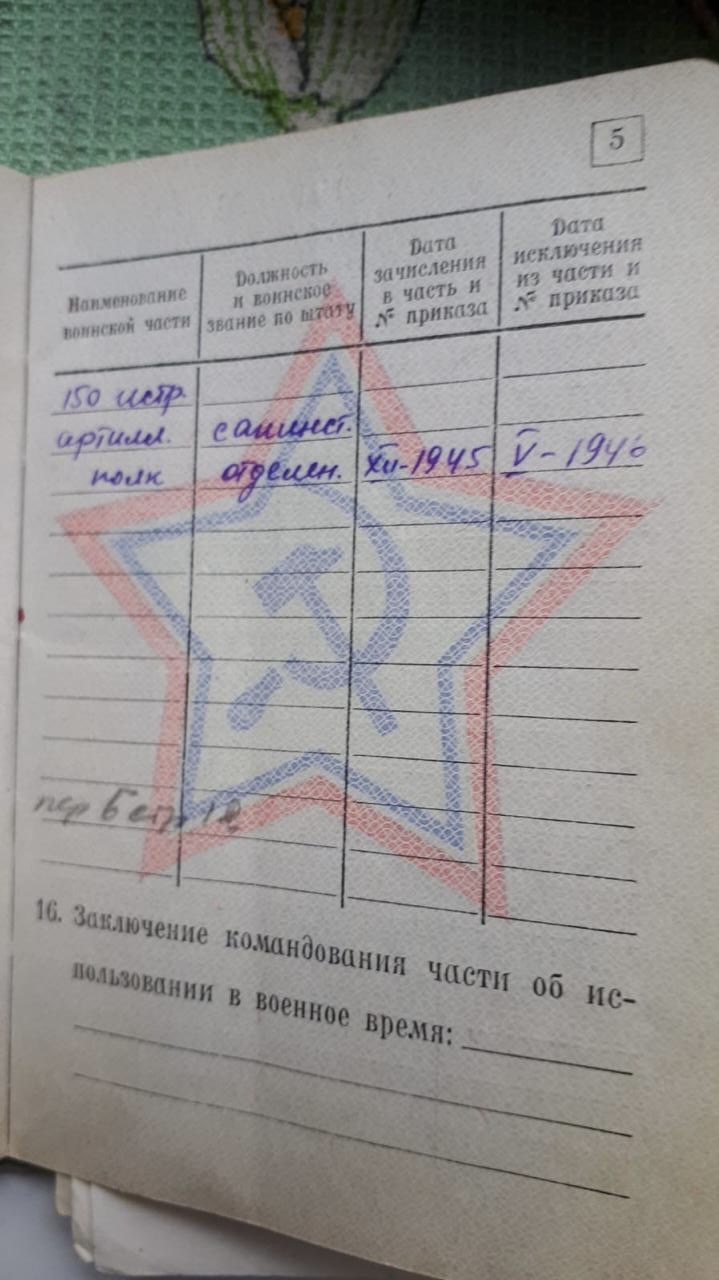 5
Наименование
воинской части
Должность
и воинское
звание по штату
Дата
зачисления
в часть и
№ приказа
Дата
исключения
из части и
№ приказа
150 истр.
артилл.
полк
санинст.
отделен.
XII-1945
V-1946
16. Заключение командования части об ис-
пользовании в военное время: